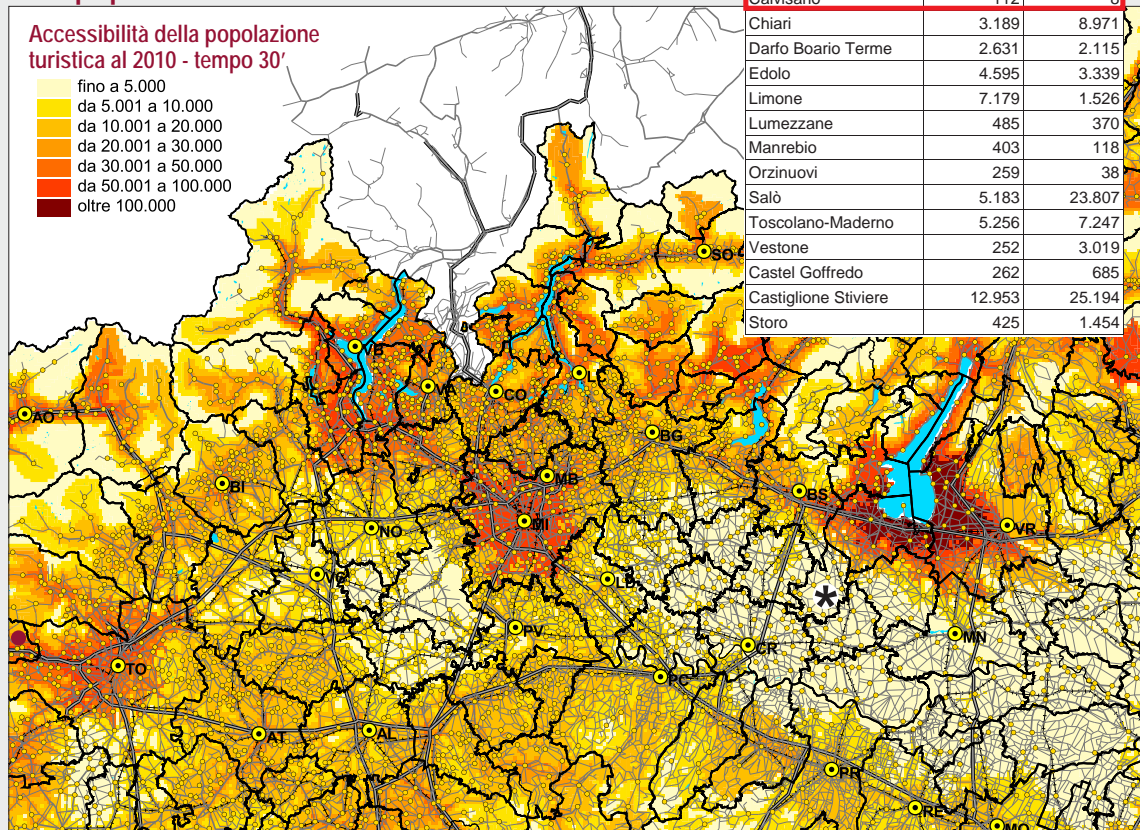 Accessibilità della popolazione
turistica al 2010 - tempo 30'
fino a 5.000
da 5.001 a 10.000
da 10.001 a 20.000
da 20.001 a 30.000
da 30.001 a 50.000
da 50.001 a 100.000
oltre 100.000
Chiari 3.189 8.971
Darfo Boario Terme 2.631 2.115
Edolo 4.595 3.339
Limone 7.179 1.526
Lumezzane 485 370
Manrebio 403 118
Orzinuovi 259 38
Salò 5.183 23.807
Toscolano-Maderno 5.256 7.247
Vestone 252 3.019
Castel Goffredo 262 685
Castiglione Stiviere 12.953 25.194
Storo 425 1.454
SO
CO
AO
BG
BI
MB
BS
MI
NO
VR
PV
MN
CR
TO
PC
AT
AL
PR
RE
MO
*